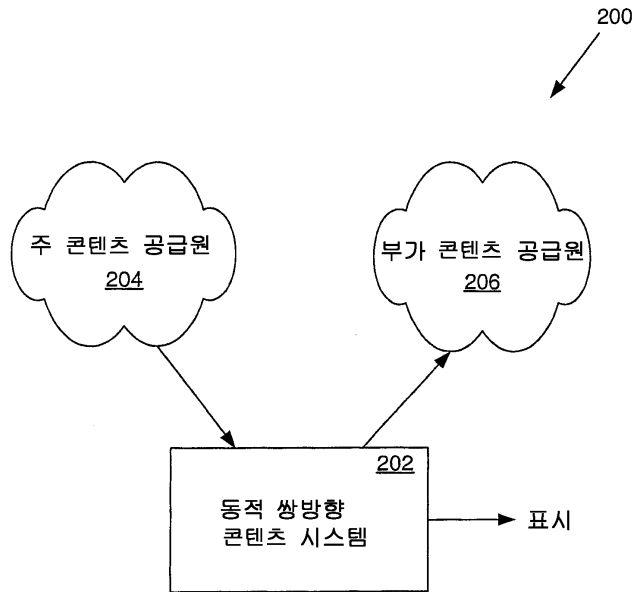 200
주 콘텐츠 공급원
204
부가 콘텐츠 공급원
206
202
동적 쌍방향
콘텐츠 시스템
표시